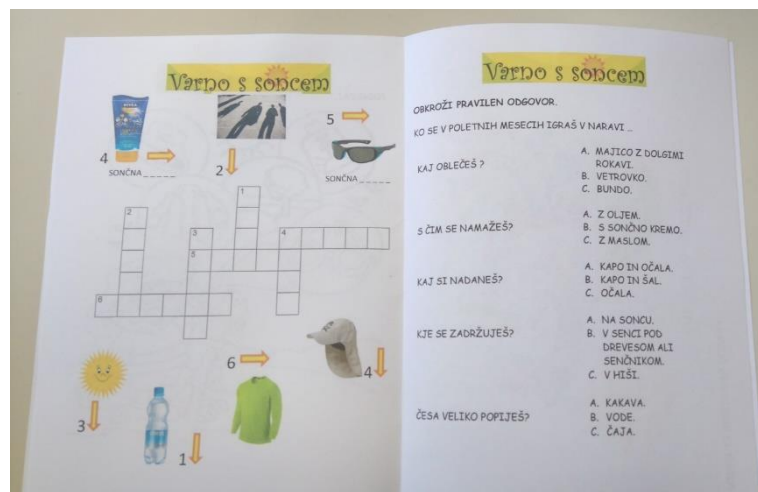 Varno s soncem
NIVEA
5
4
SONČNA _ _ _ _ _
2
SONČNA _ _ _ _ _
1
2
3
4
5
6
6
4
3
1
Varno s soncem
OBKROŽI PRAVILEN ODGOVOR.
KO SE V POLETNIH MESECIH IGRAŠ V NARAVI ...
KAJ OBLEČEŠ ?
A. MAJICO Z DOLGIMI
ROKAVI.
B. VETROVKO.
C. BUNDO.
S ČIM SE NAMAŽEŠ?
A. Z OLJEM.
B. S SONČNO KREMO.
C. Z MASLOM.
KAJ SI NADANEŠ?
A. KAPO IN OČALA.
B. KAPO IN ŠAL.
C. OČALA.
KJE SE ZADRŽUJEŠ?
A. NA SONCU.
B. V SENCI POD
DREVESOM ALI
SENČNIKOM.
C. V HIŠI.
ČESA VELIKO POPIJEŠ?
A. KAKAVA.
B. VODE.
C. ČAJA.